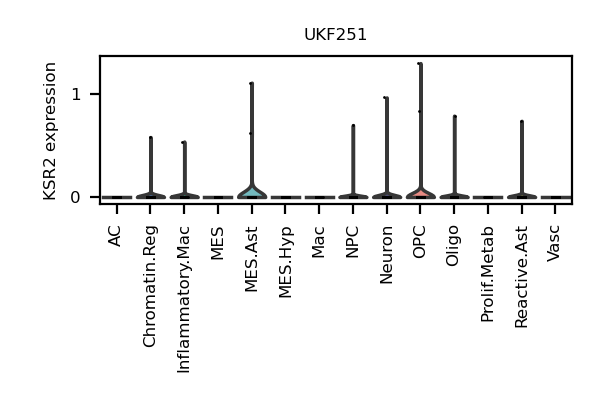 UKF251
KSR2 expression
1
0
AC
Chromatin.Reg
Inflammatory.Mac
MES
MES.Ast
MES.Hyp
Mac
NPC
Neuron
OPC
Oligo
Prolif.Metab
Reactive.Ast
Vasc